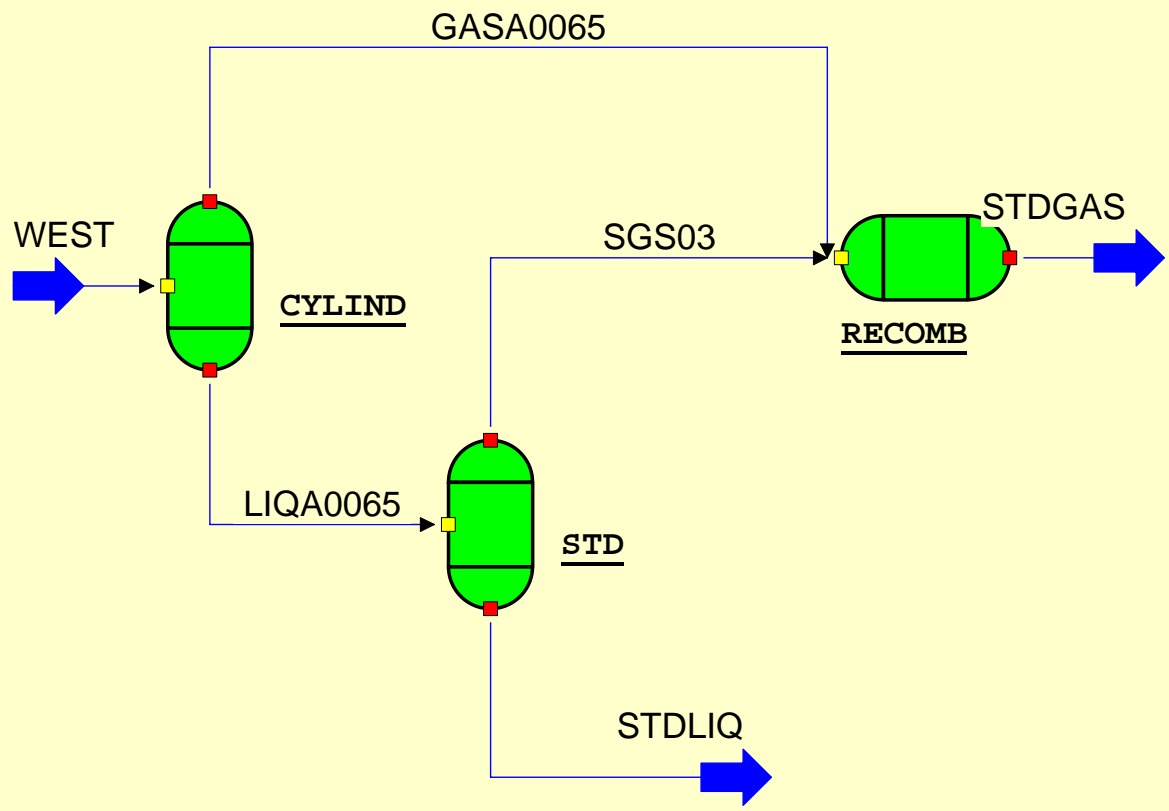 GASA0065
STDGAS
WEST
SGS03
CYLIND
RECOMB
LIQA0065
STD
STDLIQ